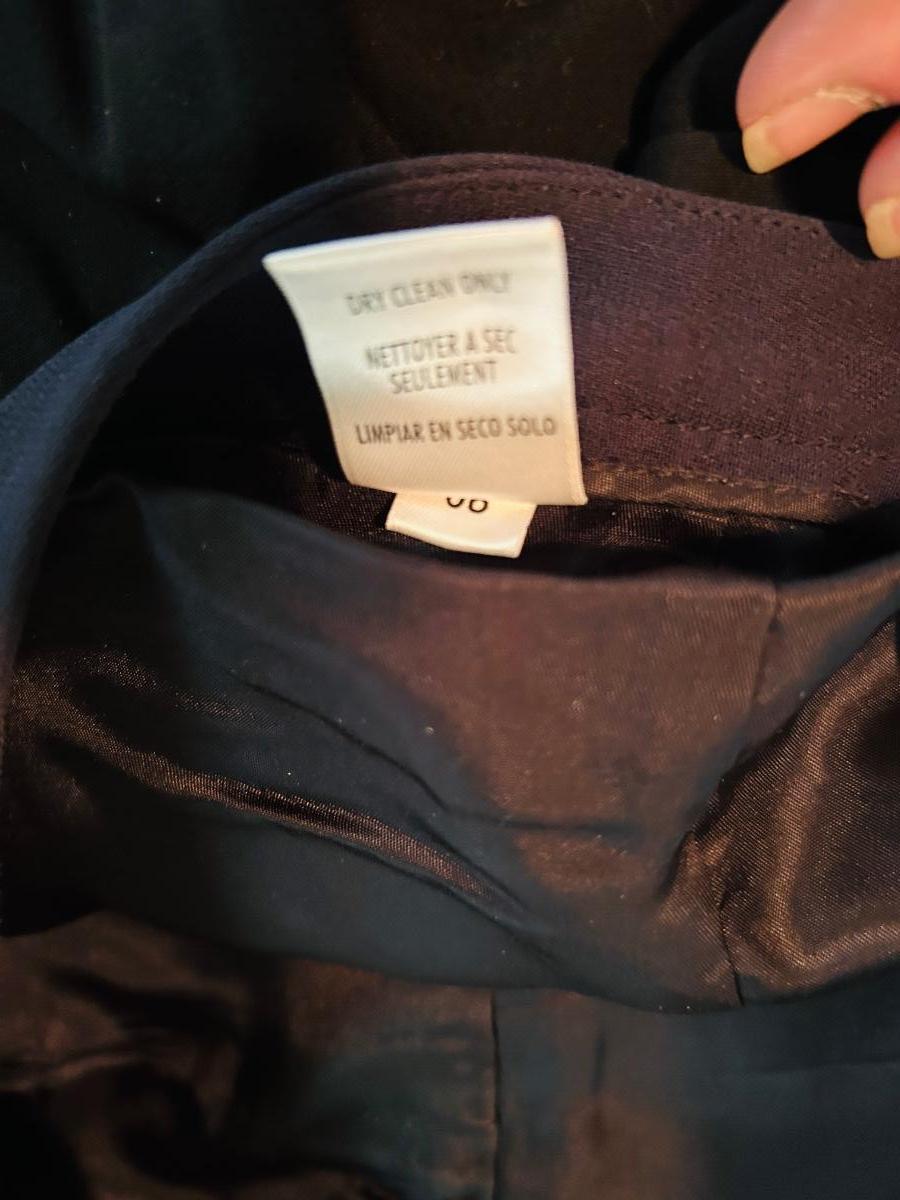 DRY CLEAN ONLY
NETTOYER A SEC
SEULEMENT
LIMPIAR EN SECO SOLO